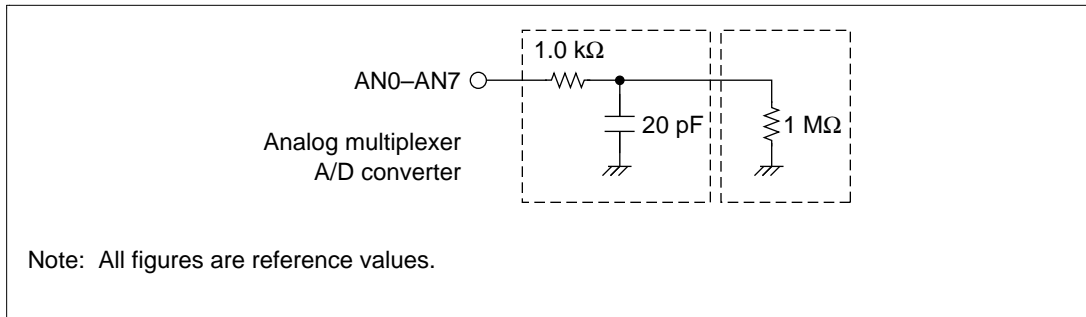 1.0 kΩ
AN0–AN7
20 pF
1 MΩ
Analog multiplexer
A/D converter
Note: All figures are reference values.